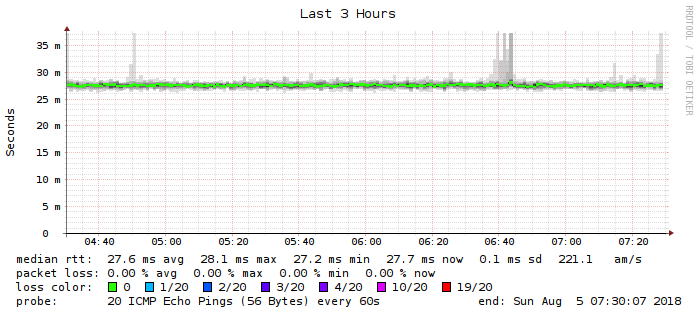 Last 3 Hours
RRDTOOL / TOBI OETIKER
Seconds
35 m
30 m
25 m
20 m
15 m
10 m
5 m
0
04:40 05:00 05:20 05:40 06:00 06:20 06:40 07:00 07:20
median rtt: 27.6 ms avg 28.1 ms max 27.2 ms min 27.7 ms now 0.1 ms sd 221.1 am/s
packet loss: 0.00 % avg 0.00 % max 0.00 % min 0.00 % now
loss color: 0 1/20 2/20 3/20 4/20 10/20 19/20
probe: 20 ICMP Echo Pings (56 Bytes) every 60s end: Sun Aug 5 07:30:07 2018